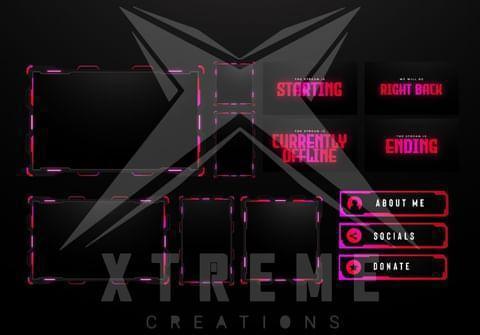 THE STREAM IS
STARTING
WE WILL BE
RIGHT BACK
THE STREAM IS
CURRENTLY
OFFLINE
THE STREAM IS
ENDING
ABOUT ME
SOCIALS
DONATE
XTREME
CREATIONS